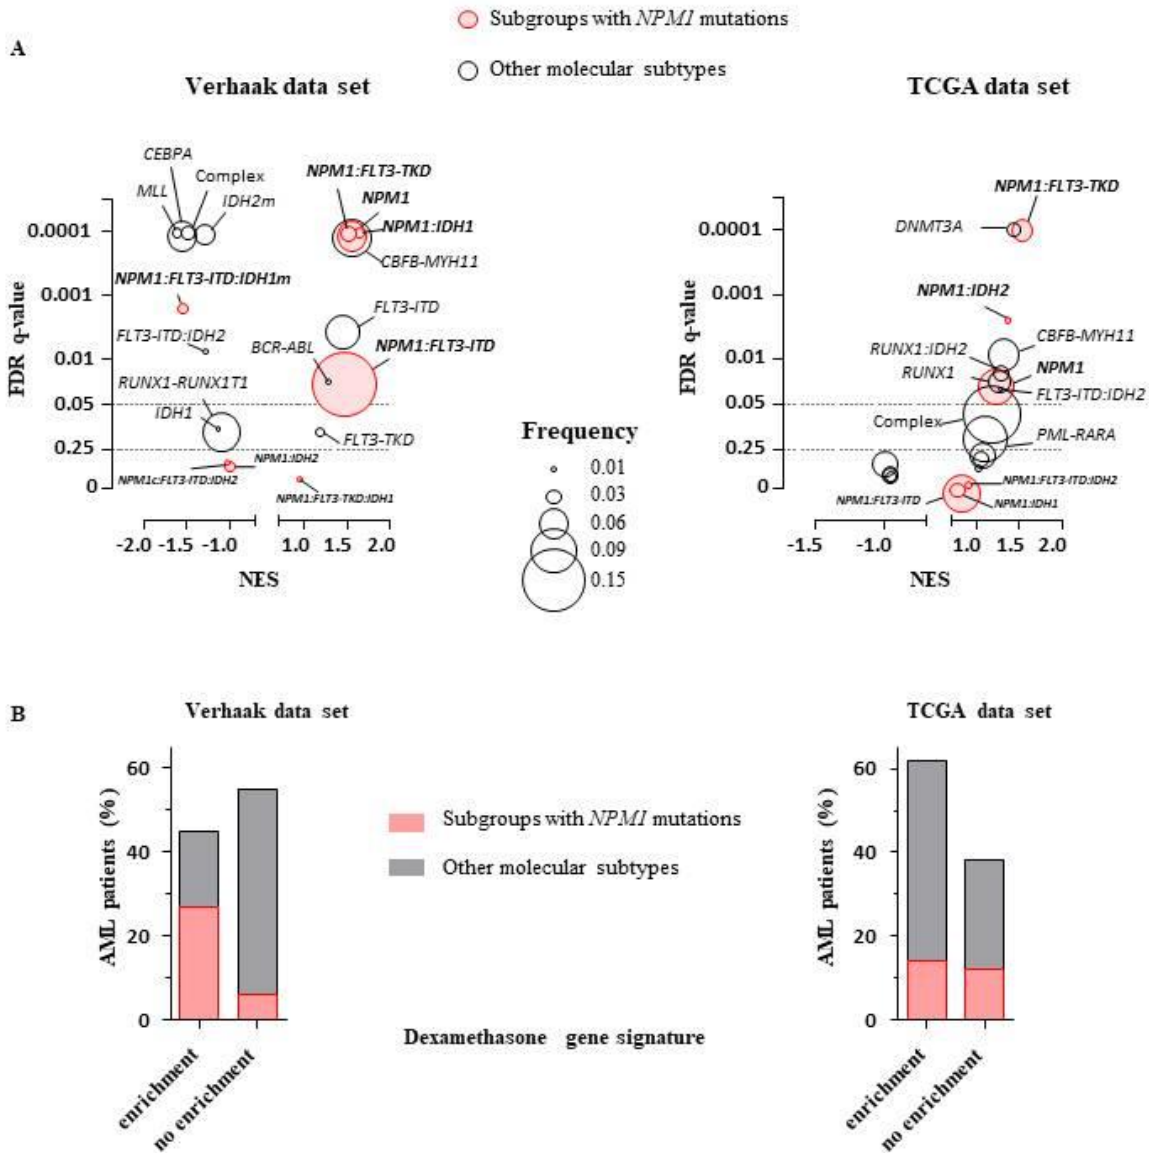 Subgroups with NPM1 mutations
A
Other molecular subtypes
Verhaak data set
TCGA data set
CEBPA
Complex
MLL
IDH2m
NPM1:FLT3-TKD
NPM1
NPM1:IDH1
CBFB-MYH11
0.0001
NPM1:FLT3-ITD:IDH1m
0.001
FLT3-ITD
FLT3-ITD:IDH2
BCR-ABL
NPM1:FLT3-ITD
0.01
RUNX1-RUNX1T1
0.05
IDH1
FLT3-TKD
0.25
NPM1:IDH2
NPM1c:FLT3-ITD:IDH2
0
NPM1:FLT3-TKD:IDH1
FDR q-value
-2.0 -1.5 -1.0 1.0 1.5 2.0
NES
Frequency
0.01
0.03
0.06
0.09
0.15
NPM1:FLT3-TKD
DNMT3A
0.0001
NPM1:IDH2
0.001
CBFB-MYH11
RUNX1:IDH2
0.01
RUNX1
NPM1
FLT3-ITD:IDH2
0.05
Complex
PML-RARA
0.25
NPM1:FLT3-ITD:IDH2
0
NPM1:FLT3-ITD
NPM1:IDH1
FDR q-value
-1.5 -1.0 1.0 1.5 2.0
NES
B
Verhaak data set
TCGA data set
60
40
20
0
AML patients (%)
enrichment
no enrichment
Subgroups with NPM1 mutations
Other molecular subtypes
Dexamethasone gene signature
60
40
20
0
AML patients (%)
enrichment
no enrichment